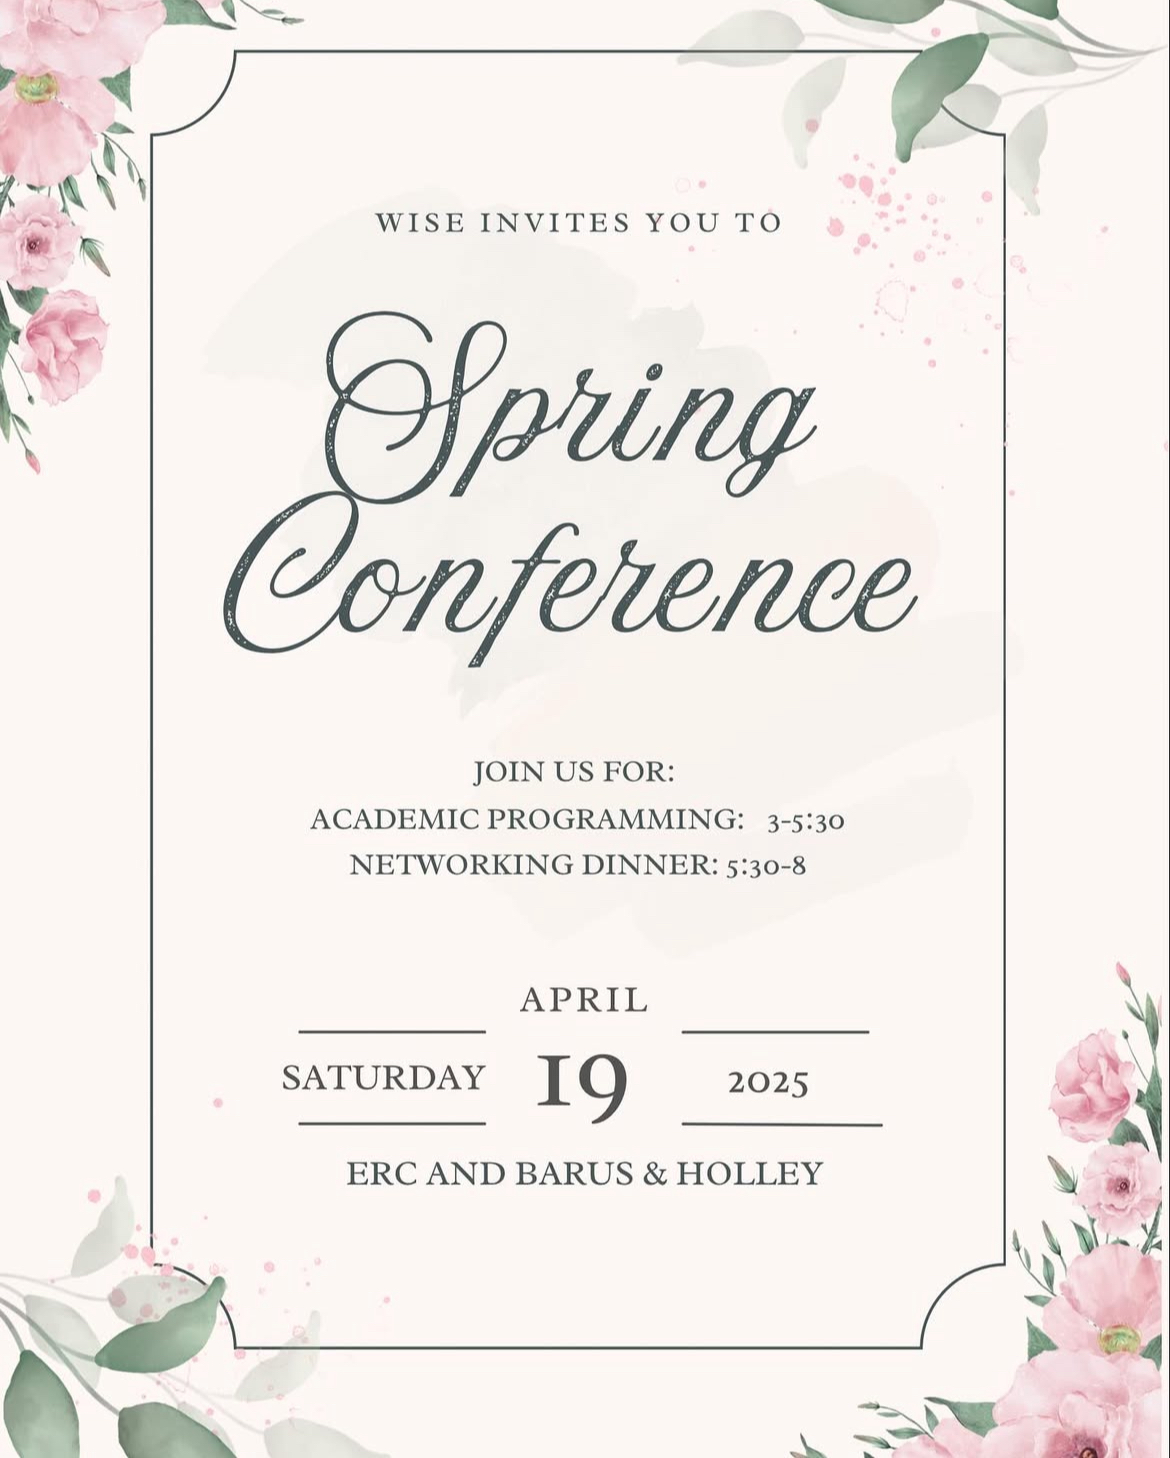 WISE INVITES YOU TO
Spring
Conference
JOIN US FOR:
ACADEMIC PROGRAMMING: 3-5:30
NETWORKING DINNER: 5:30-8
APRIL
SATURDAY 19 2025
ERC AND BARUS & HOLLEY